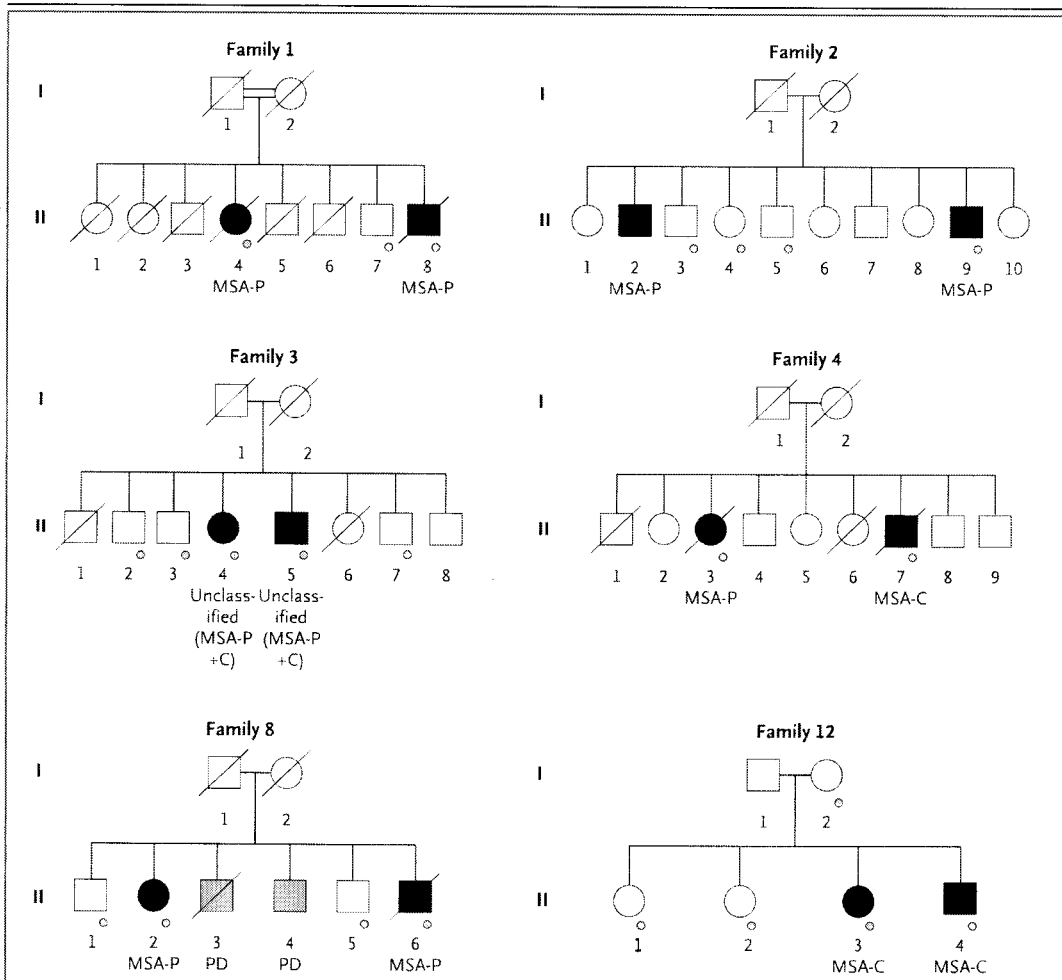 Family 1
Family 2
I
1 2
I
1 2
II
1 2 3 4 5 6 7 8
MSA-P MSA-P
II
1 2 3 4 5 6 7 8 9 10
MSA-P MSA-P
Family 3
Family 4
I
1 2
I
1 2
II
1 2 3 4 5 6 7 8
Unclass- Unclass-
ified ified
(MSA-P (MSA-P
+C) +C)
II
1 2 3 4 5 6 7 8 9
MSA-P MSA-C
Family 8
Family 12
I
1 2
I
1 2
II
1 2 3 4 5 6
MSA-P PD PD MSA-P
II
1 2 3 4
MSA-C MSA-C